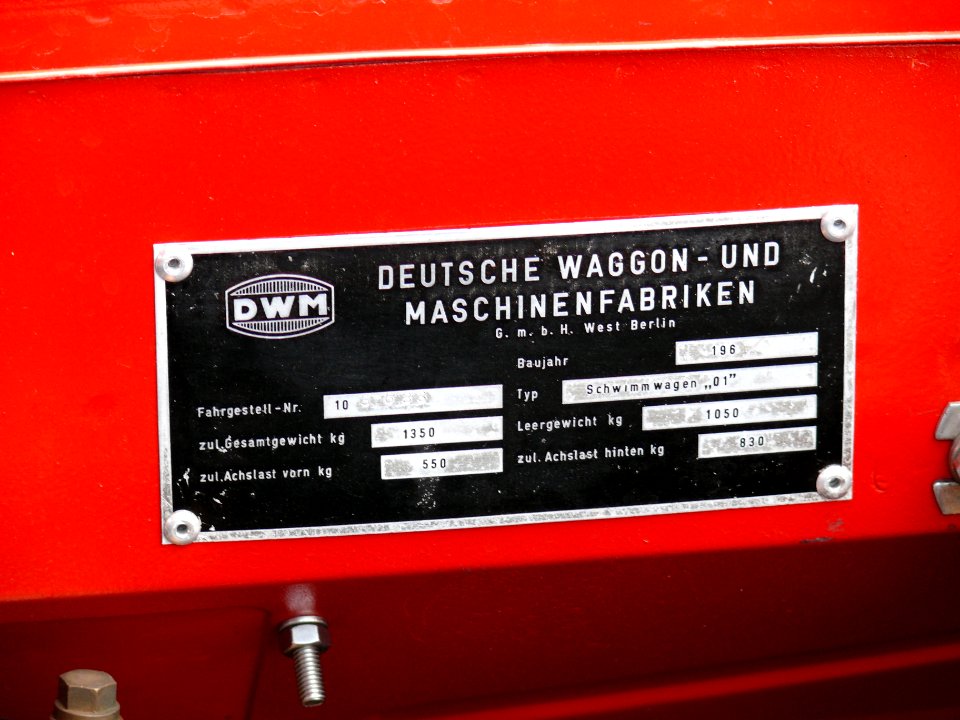 DWM
DEUTSCHE WAGGON - UND
MASCHINENFABRIKEN
G. m. b. H. West Berlin
Baujahr 196
Typ Schwimmwagen „01”
Fahrgestell-Nr. 10
Leergewicht kg 1050
zul. Gesamtgewicht kg 1350
zul. Achslast hinten kg 830
zul. Achslast vorn kg 550